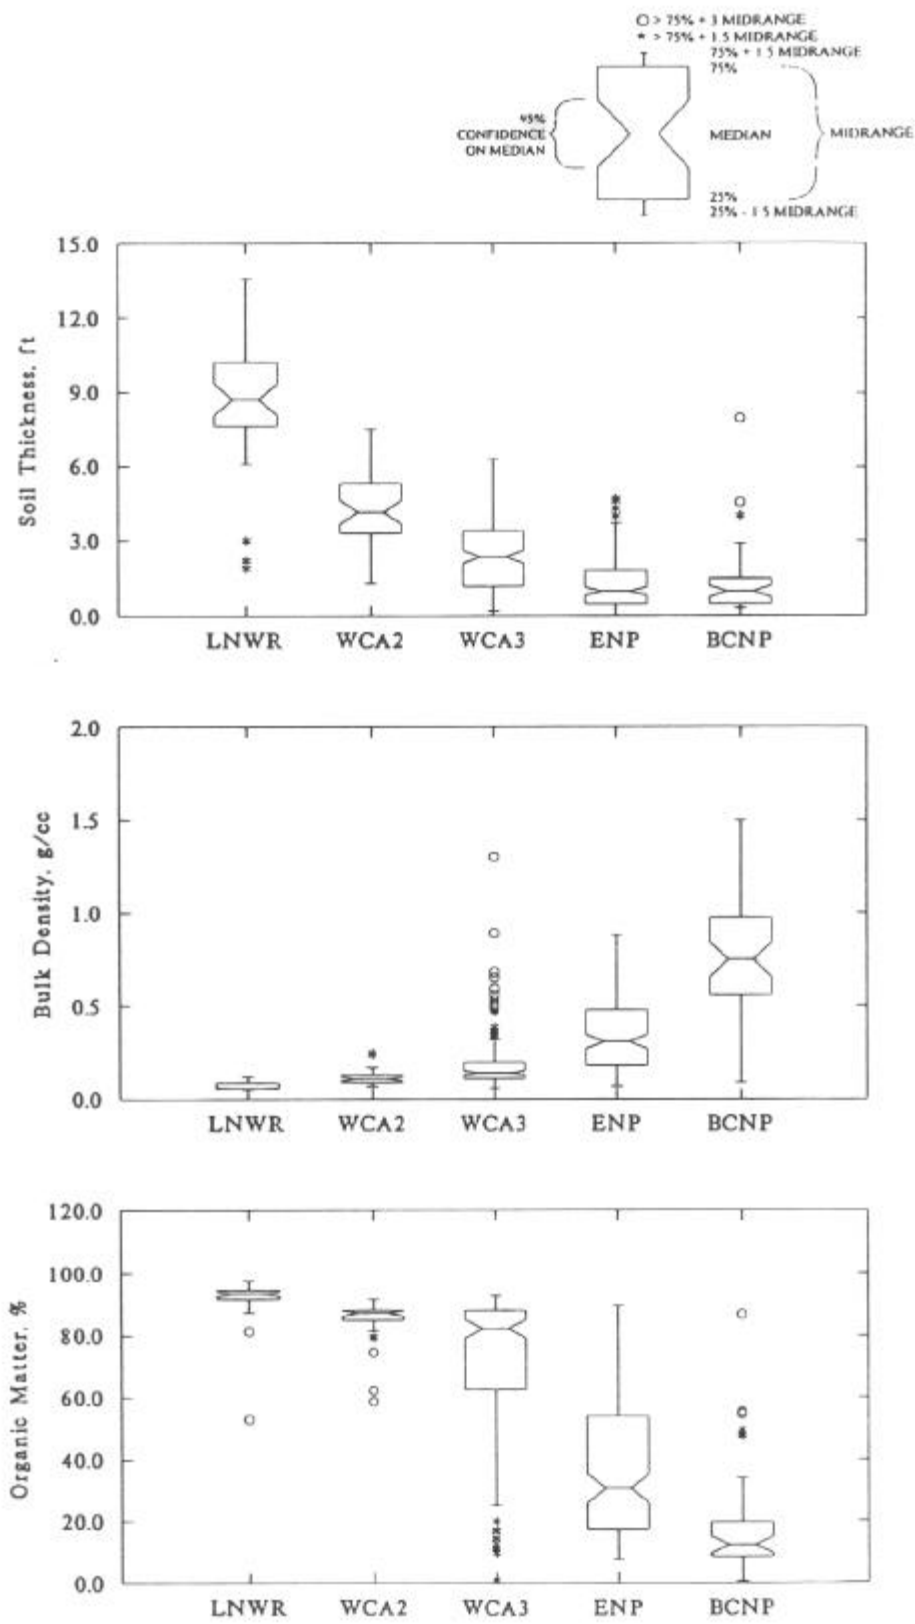 O > 75% + 3 MIDRANGE
* > 75% + 1.5 MIDRANGE
75% + 1.5 MIDRANGE
75%
95%
CONFIDENCE
ON MEDIAN
MEDIAN
MIDRANGE
25%
25% - 1.5 MIDRANGE
15.0
12.0
9.0
6.0
3.0
0.0
Soil Thickness, ft
LNWR WCA2 WCA3 ENP BCNP
2.0
1.5
1.0
0.5
0.0
Bulk Density, g/cc
LNWR WCA2 WCA3 ENP BCNP
120.0
100.0
80.0
60.0
40.0
20.0
0.0
Organic Matter, %
LNWR WCA2 WCA3 ENP BCNP